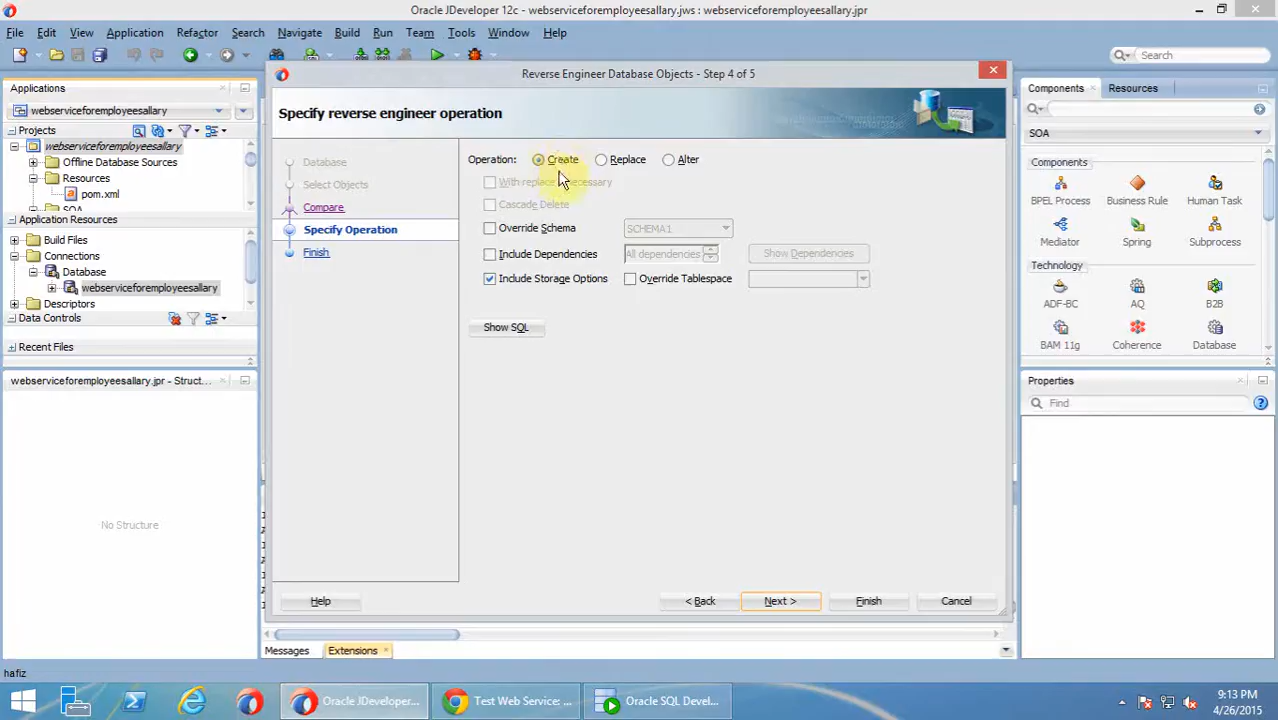 Oracle JDeveloper 12c - webserviceforemployeesallary.jws : webserviceforemployeesallary.jpr
File Edit View Application Refactor Search Navigate Build Run Team Tools Window Help
Search
Applications
webserviceforemployeesallary
Projects
webserviceforemployeesallary
Offline Database Sources
Resources
pom.xml
SOA
Application Resources
Build Files
Connections
Database
webserviceforemployeesallary
Descriptors
Data Controls
Recent Files
webserviceforemployeesallary.jpr - Struct...
No Structure
Reverse Engineer Database Objects - Step 4 of 5
Specify reverse engineer operation
Database
Select Objects
Compare
Specify Operation
Finish
Operation: Create Replace Alter
With replace necessary
Cascade Delete
Override Schema SCHEMA1
Include Dependencies All dependencies Show Dependencies
Include Storage Options Override Tablespace
Show SQL
Help < Back Next > Finish Cancel
Messages Extensions
Components Resources
SOA
Components
BPEL Process Business Rule Human Task
Mediator Spring Subprocess
Technology
ADF-BC AQ B2B
BAM 11g Coherence Database
Properties
Find
hafiz
Oracle JDeveloper... Test Web Service: ... Oracle SQL Devel...
9:13 PM
4/26/2015